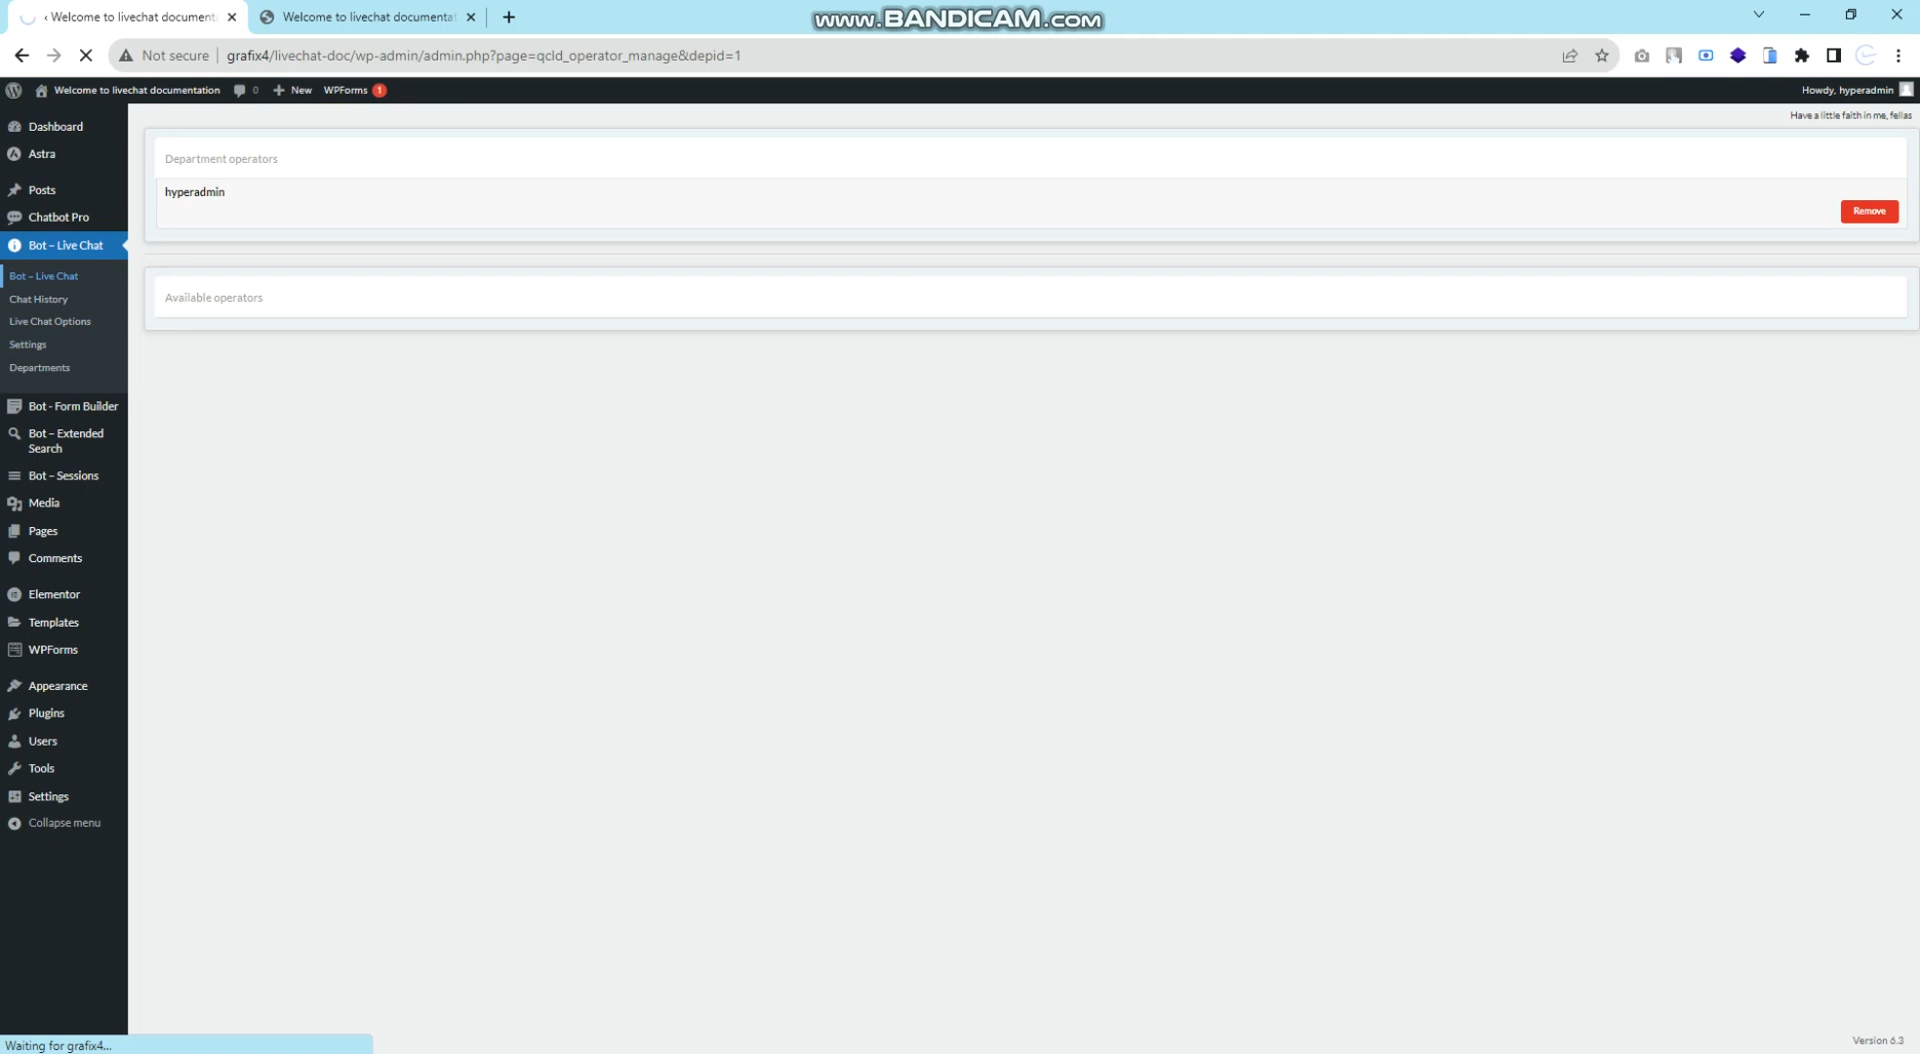 ‹ Welcome to livechat document
Welcome to livechat documentat
www.BANDICAM.com
Not secure
grafix4/livechat-doc/wp-admin/admin.php?page=qcld_operator_manage&depid=1
Welcome to livechat documentation
0
New
WPForms 1
Howdy, hyperadmin
Have a little faith in me, fellas
Dashboard
Astra
Posts
Chatbot Pro
Bot – Live Chat
Bot – Live Chat
Chat History
Live Chat Options
Settings
Departments
Bot - Form Builder
Bot – Extended
Search
Bot – Sessions
Media
Pages
Comments
Elementor
Templates
WPForms
Appearance
Plugins
Users
Tools
Settings
Collapse menu
Department operators
hyperadmin
Remove
Available operators
Waiting for grafix4...
Version 6.3